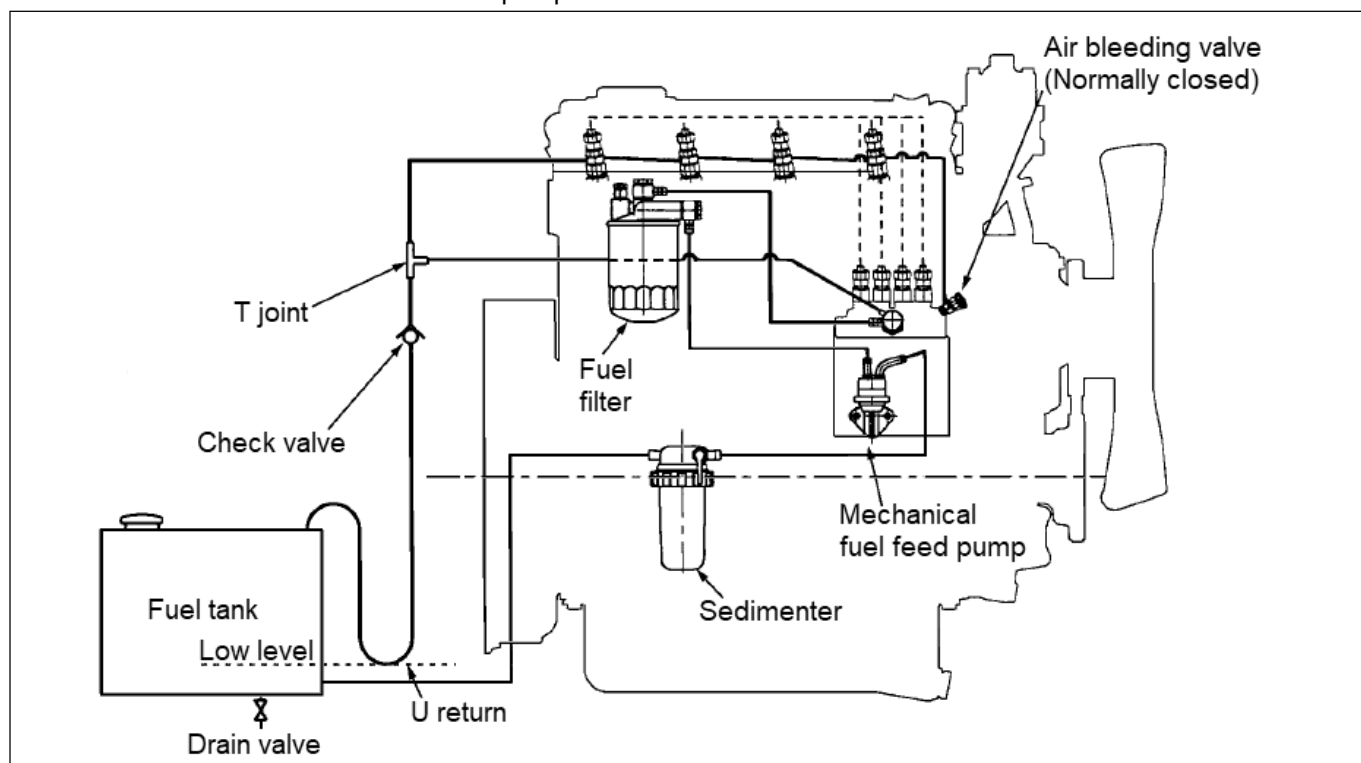 Air bleeding valve
(Normally closed)
T joint
Fuel
filter
Check valve
Mechanical
fuel feed pump
Fuel tank
Sedimenter
Low level
U return
Drain valve